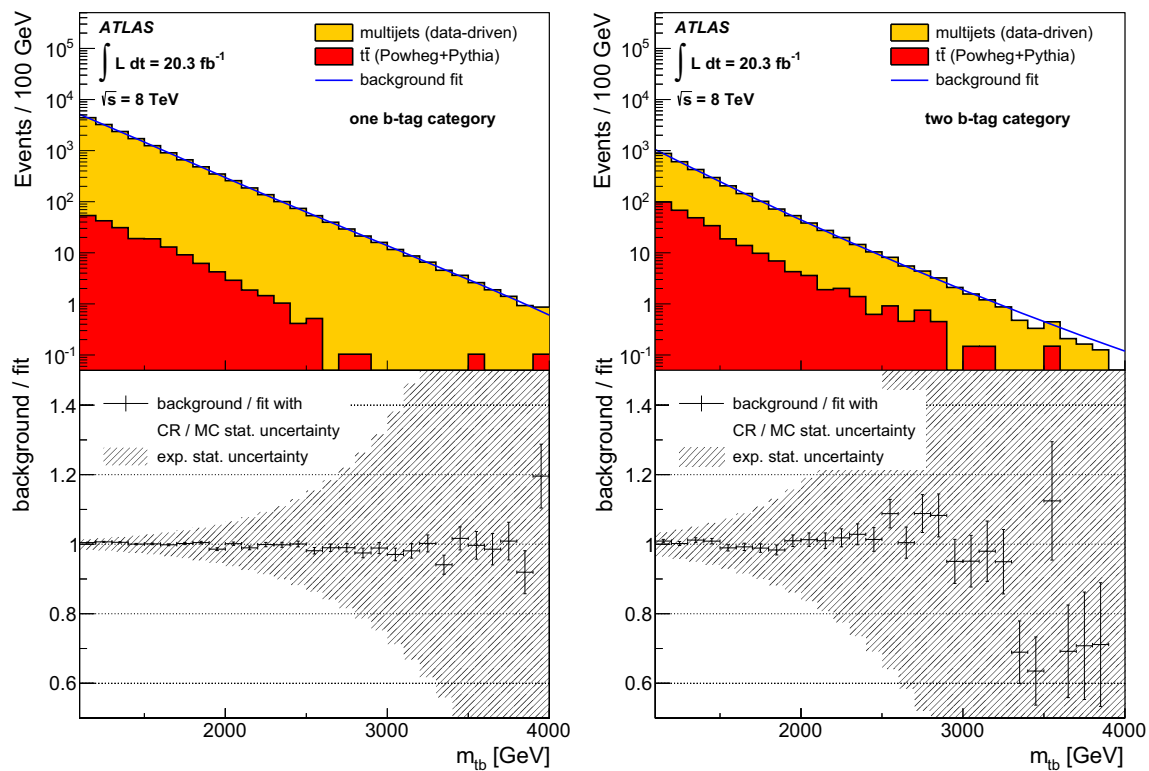 ATLAS
∫ L dt = 20.3 fb⁻¹
√s = 8 TeV
multijets (data-driven)
tt̄ (Powheg+Pythia)
background fit
one b-tag category
Events / 100 GeV
10⁵
10⁴
10³
10²
10
1
10⁻¹
background / fit
1.4
1.2
1
0.8
0.6
background / fit with
CR / MC stat. uncertainty
exp. stat. uncertainty
2000
3000
4000
m_tb [GeV]
ATLAS
∫ L dt = 20.3 fb⁻¹
√s = 8 TeV
multijets (data-driven)
tt̄ (Powheg+Pythia)
background fit
two b-tag category
Events / 100 GeV
10⁵
10⁴
10³
10²
10
1
10⁻¹
background / fit
1.4
1.2
1
0.8
0.6
background / fit with
CR / MC stat. uncertainty
exp. stat. uncertainty
2000
3000
4000
m_tb [GeV]